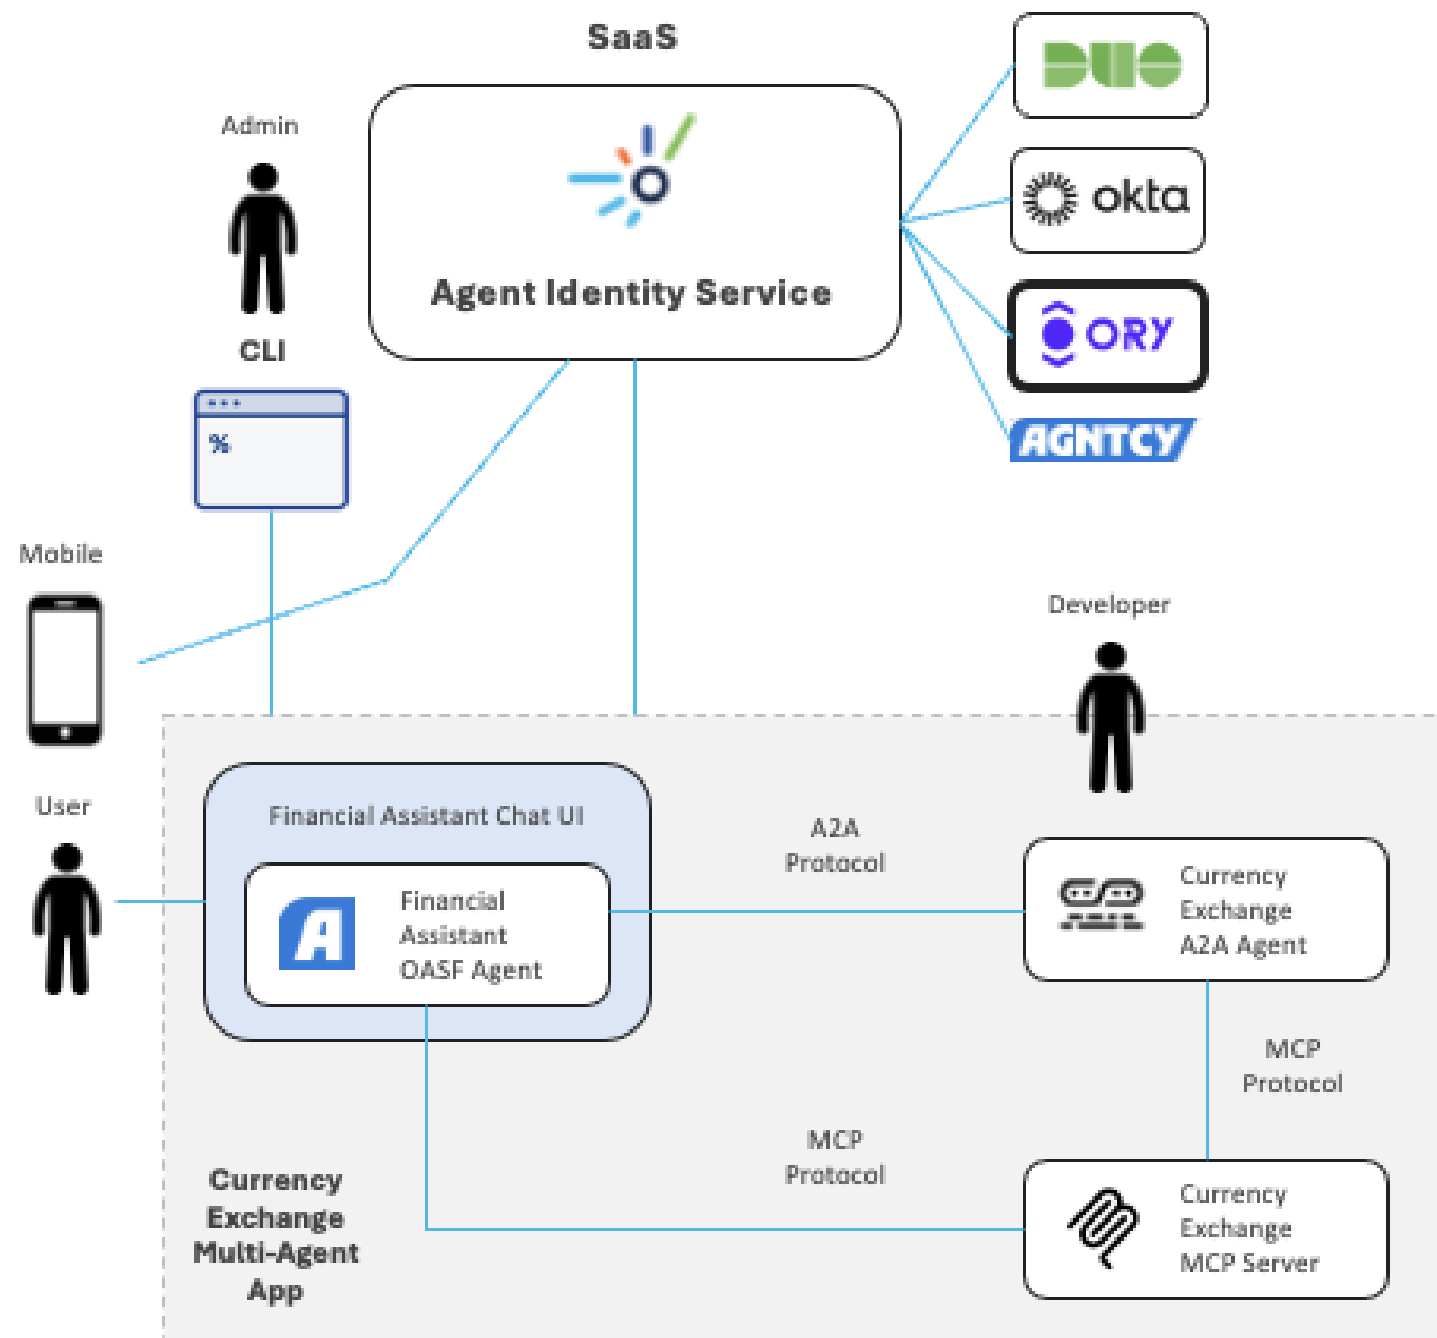 SaaS
DUO
Admin
okta
Agent Identity Service
ORY
CLI
%
AGNTCY
Mobile
Developer
User
Financial Assistant Chat UI
A2A
Protocol
A
Financial
Assistant
OASF Agent
Currency
Exchange
A2A Agent
MCP
Protocol
MCP
Protocol
Currency
Exchange
Multi-Agent
App
Currency
Exchange
MCP Server